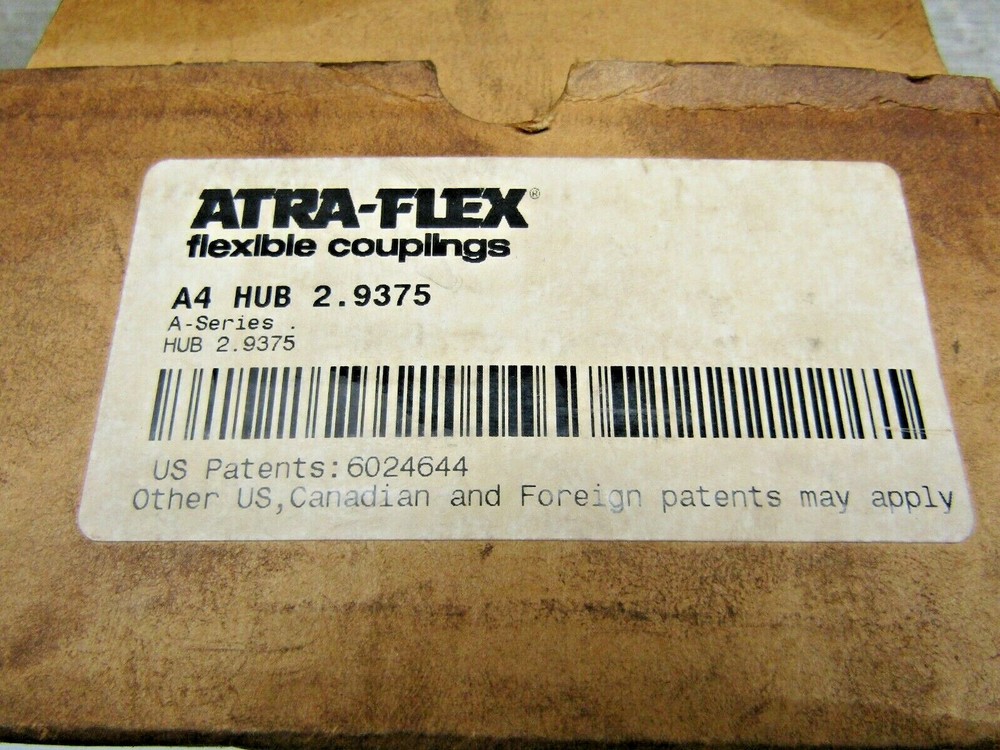 ATRA-FLEX®
flexible couplings
A4 HUB 2.9375
A-Series .
HUB 2.9375
US Patents:6024644
Other US,Canadian and Foreign patents may apply